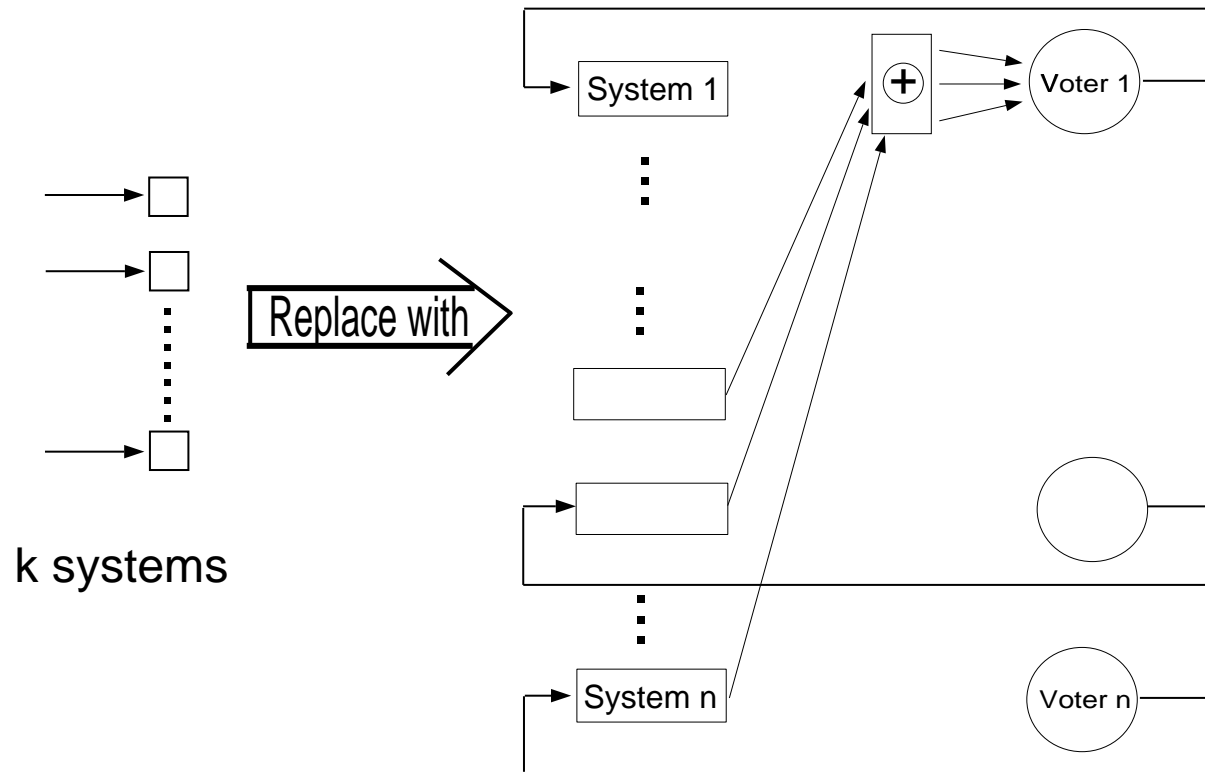 System 1
+
Voter 1
Replace with
k systems
System n
Voter n